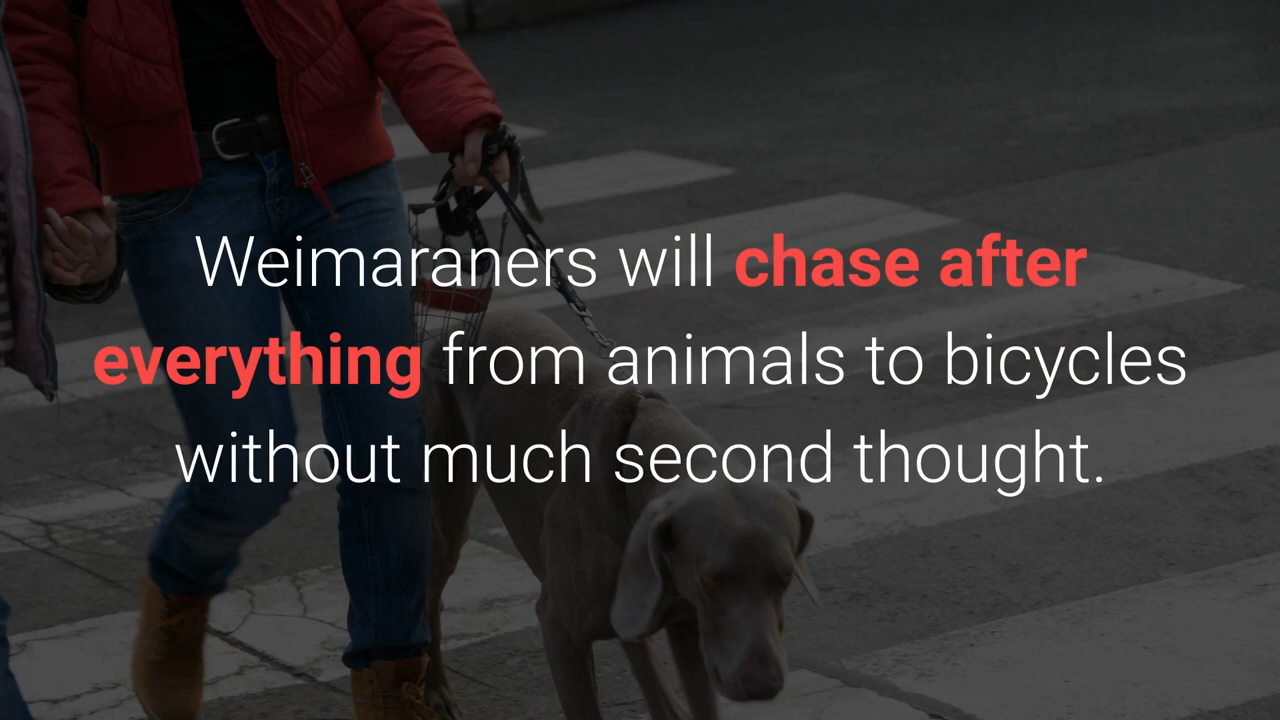 Weimaraners will chase after
everything from animals to bicycles
without much second thought.